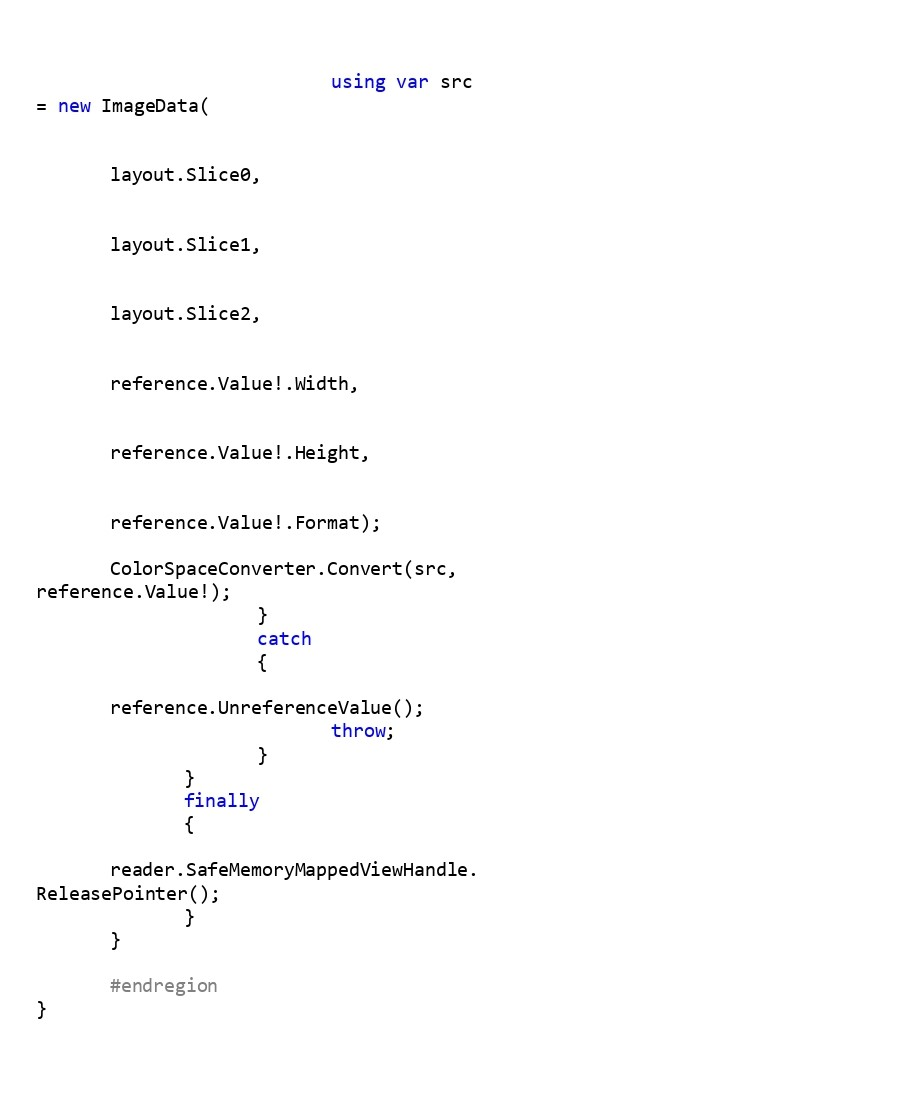 using var src
= new ImageData(
layout.Slice0,
layout.Slice1,
layout.Slice2,
reference.Value!.Width,
reference.Value!.Height,
reference.Value!.Format);
ColorSpaceConverter.Convert(src,
reference.Value!);
}
catch
{
reference.UnreferenceValue();
throw;
}
}
finally
{
reader.SafeMemoryMappedViewHandle.
ReleasePointer();
}
}
#endregion
}